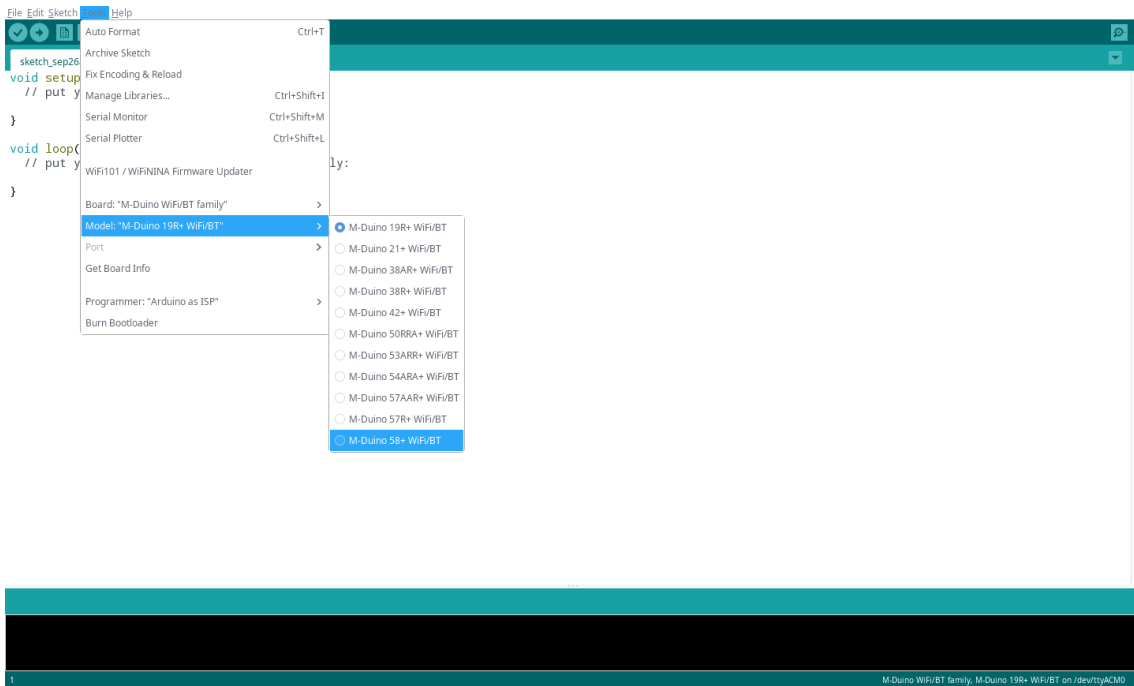 File Edit Sketch Tools Help
Auto Format Ctrl+T
Archive Sketch
sketch_sep26
Fix Encoding & Reload
void setup
Manage Libraries... Ctrl+Shift+I
// put y
Serial Monitor Ctrl+Shift+M
}
Serial Plotter Ctrl+Shift+L
void loop(
// put y ly:
WiFi101 / WiFiNINA Firmware Updater
}
Board: "M-Duino WiFi/BT family"
Model: "M-Duino 19R+ WiFi/BT"
Port
Get Board Info
Programmer: "Arduino as ISP"
Burn Bootloader
M-Duino 19R+ WiFi/BT
M-Duino 21+ WiFi/BT
M-Duino 38AR+ WiFi/BT
M-Duino 38R+ WiFi/BT
M-Duino 42+ WiFi/BT
M-Duino 50RRA+ WiFi/BT
M-Duino 53ARR+ WiFi/BT
M-Duino 54ARA+ WiFi/BT
M-Duino 57AAR+ WiFi/BT
M-Duino 57R+ WiFi/BT
M-Duino 58+ WiFi/BT
1 M-Duino WiFi/BT family, M-Duino 19R+ WiFi/BT on /dev/ttyACM0